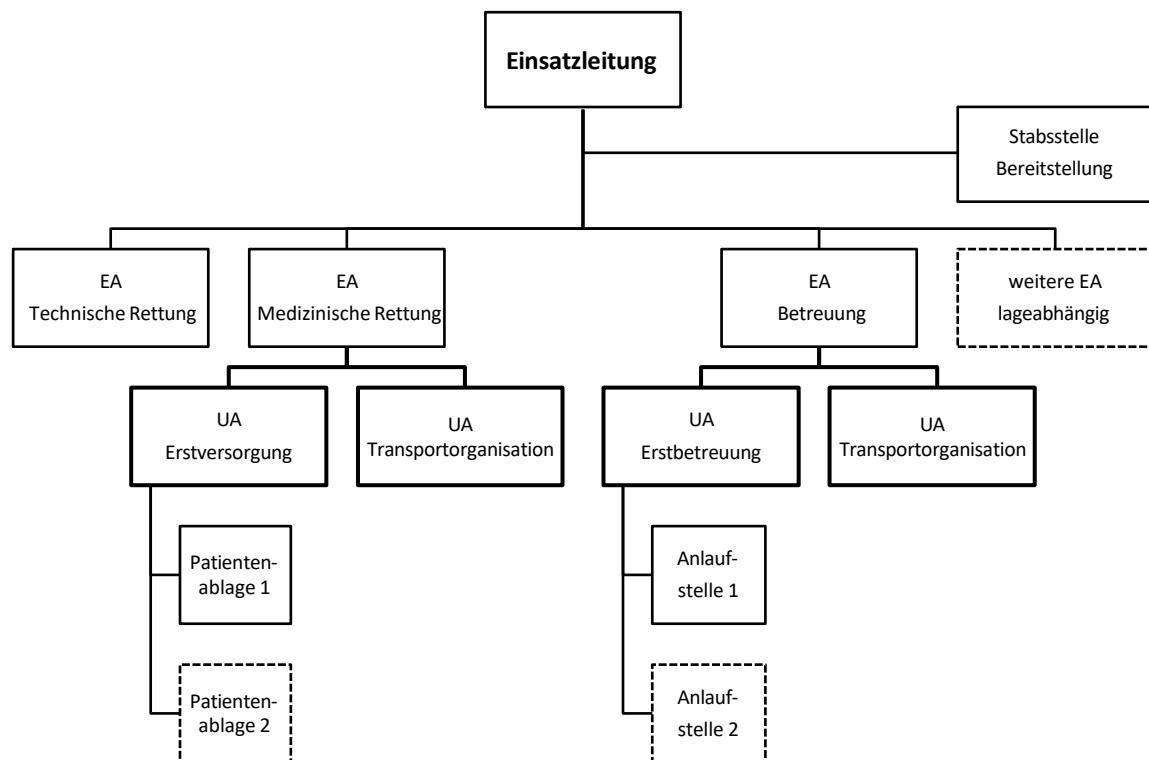 Einsatzleitung
Stabsstelle
Bereitstellung
EA
Technische Rettung
EA
Medizinische Rettung
EA
Betreuung
weitere EA
lageabhängig
UA
Erstversorgung
UA
Transportorganisation
UA
Erstbetreuung
UA
Transportorganisation
Patienten-
ablage 1
Anlauf-
stelle 1
Patienten-
ablage 2
Anlauf-
stelle 2